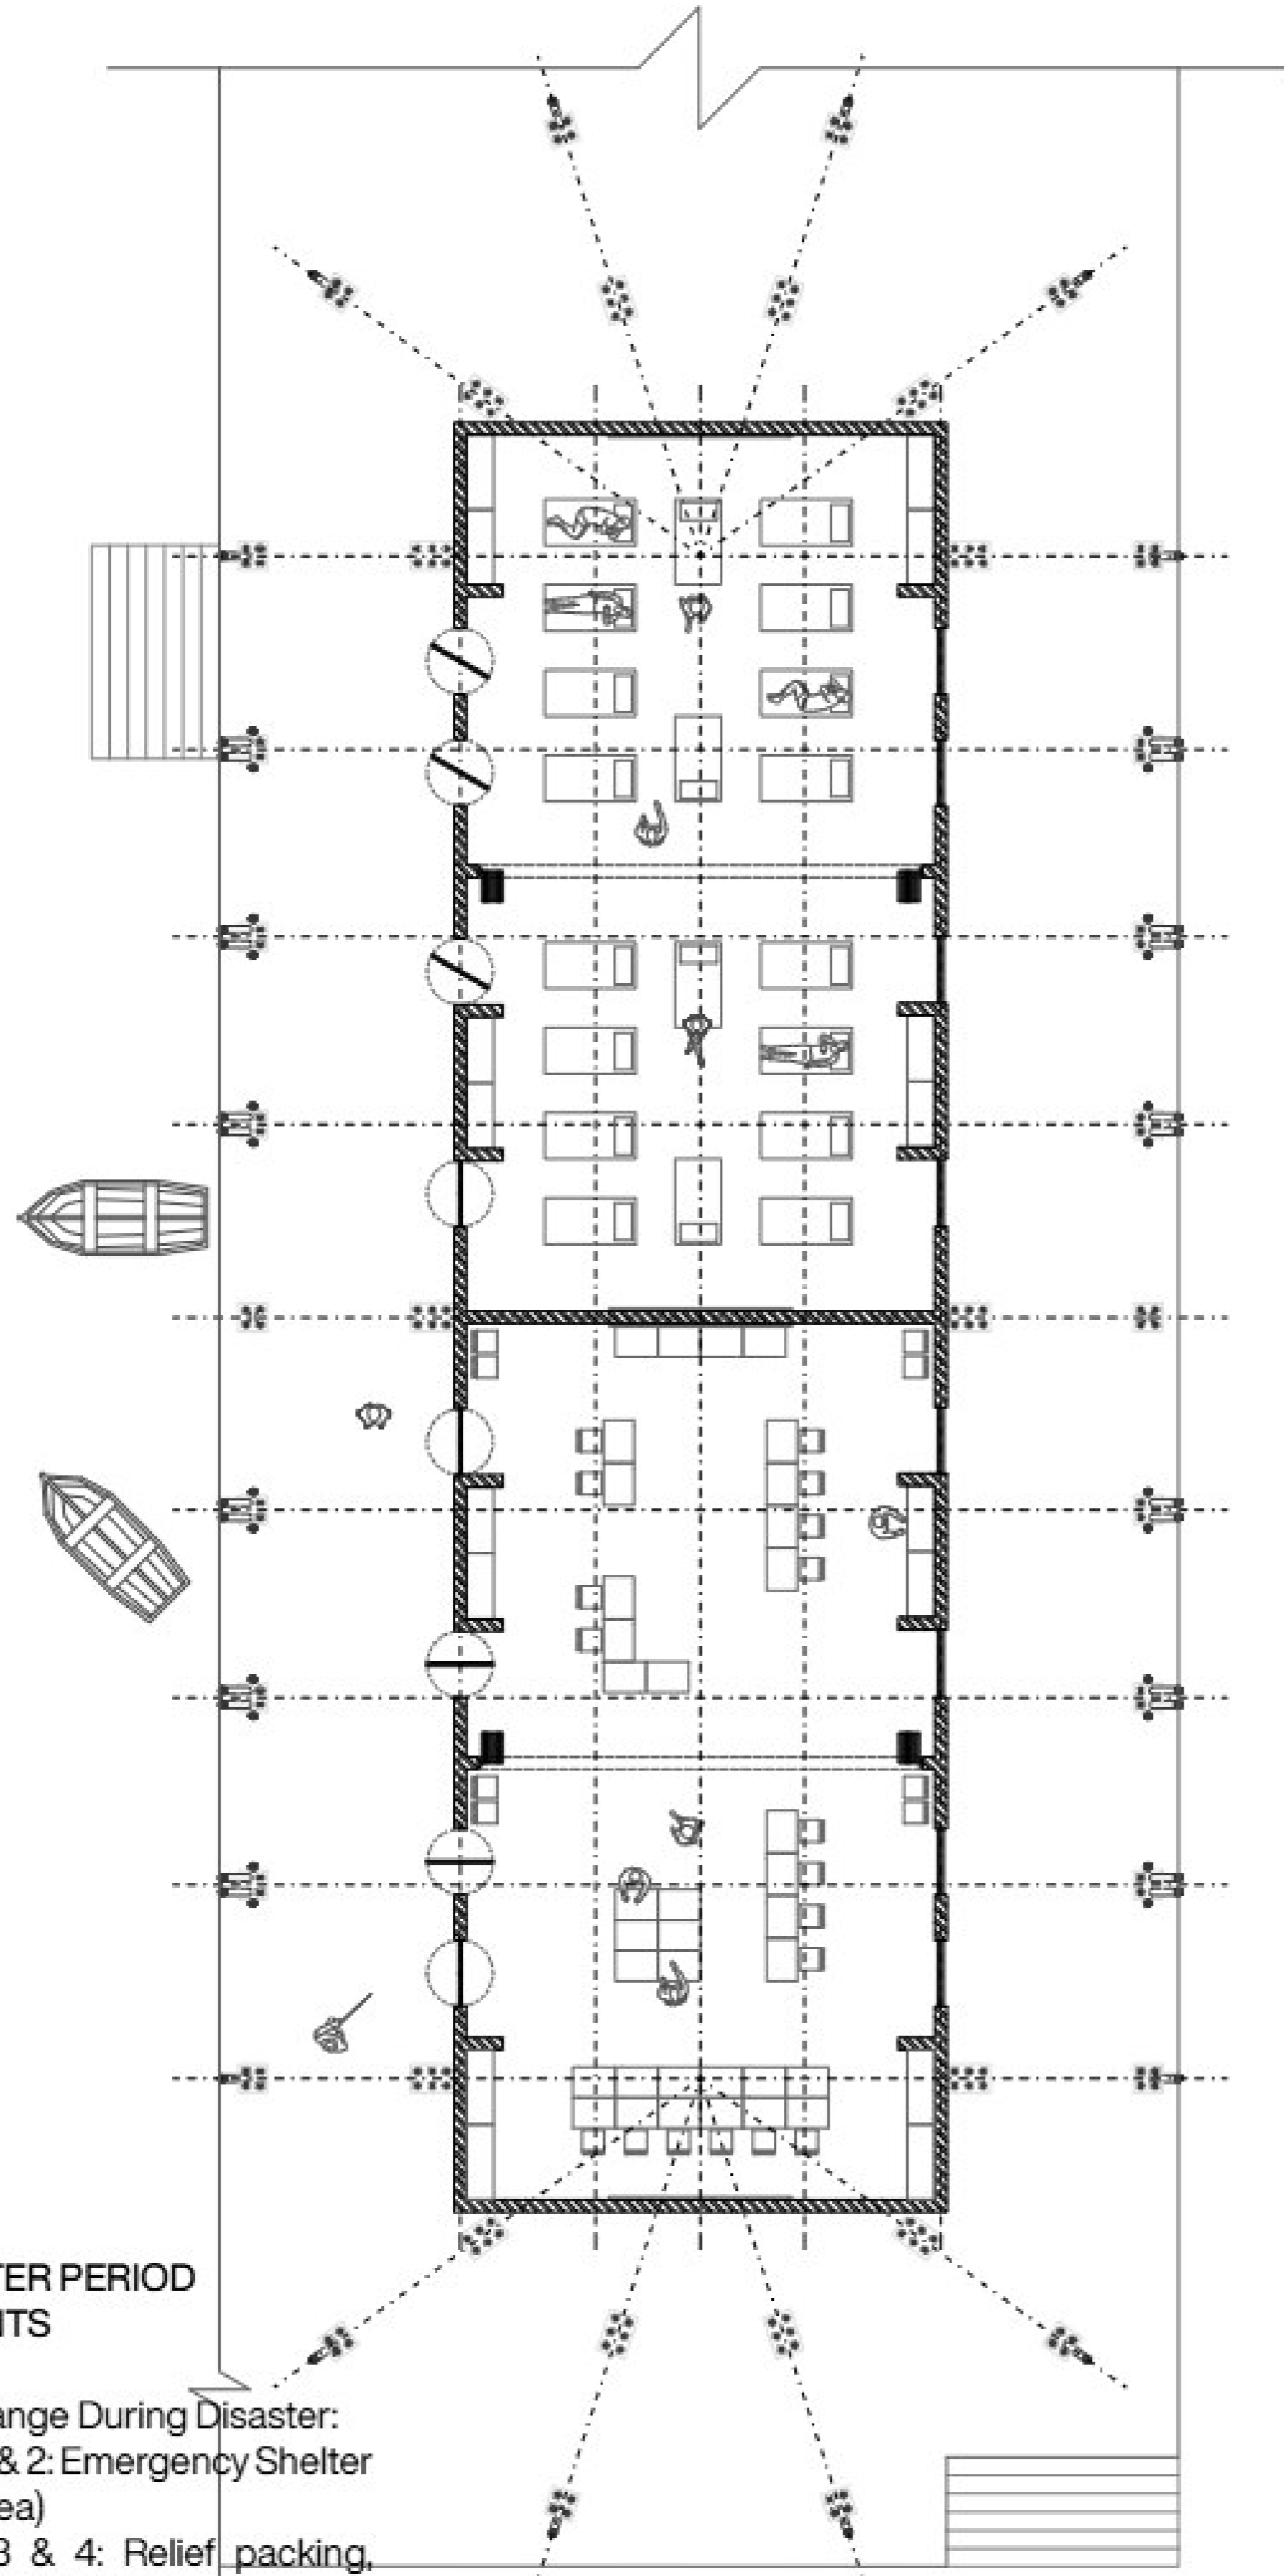 TER PERIOD
ITS
ange During Disaster:
& 2: Emergency Shelter
ea)
3 & 4: Relief packing,